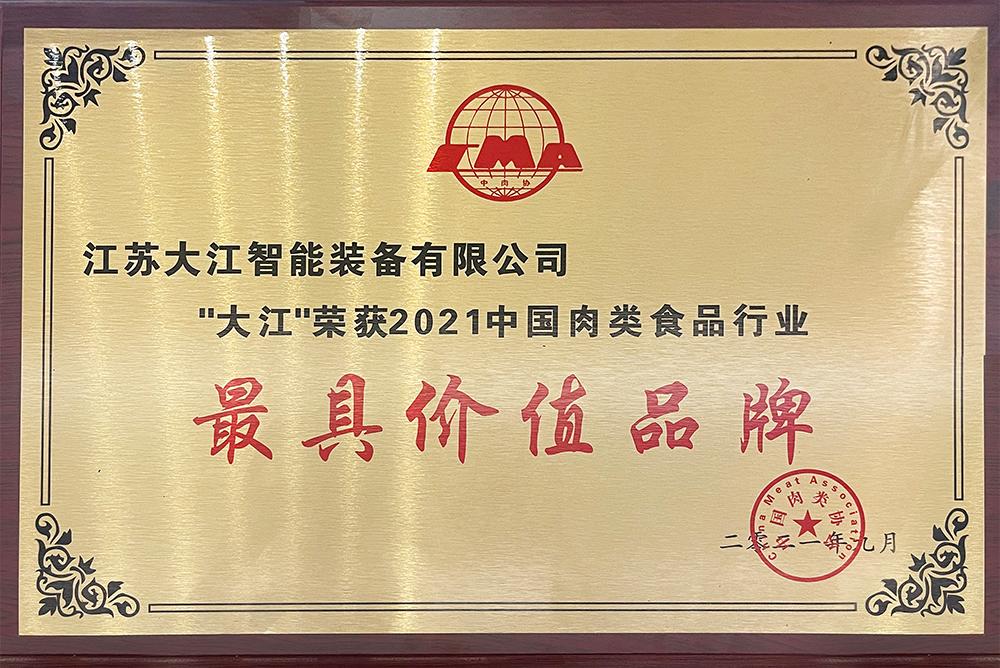 CMA
中肉协
江苏大江智能装备有限公司
"大江"荣获2021中国肉类食品行业
最具价值品牌
China Meat Association
中国肉类协会
二零二一年九月